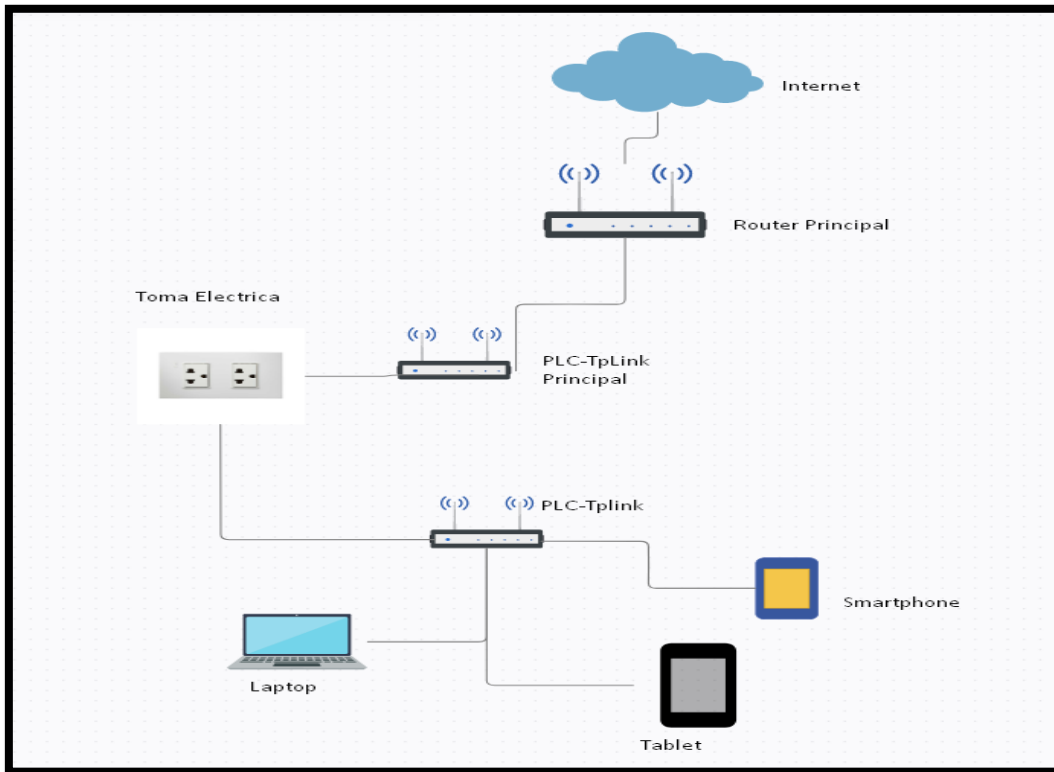 Internet
Router Principal
Toma Electrica
PLC-TpLink
Principal
PLC-Tplink
Smartphone
Laptop
Tablet